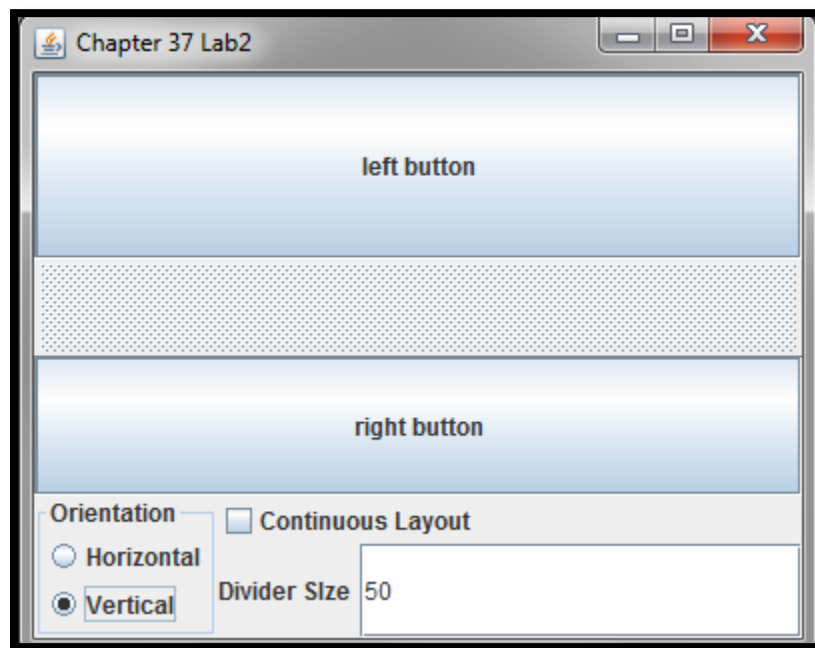 Chapter 37 Lab2
left button
right button
Orientation
Continuous Layout
Horizontal
Divider SIze 50
Vertical